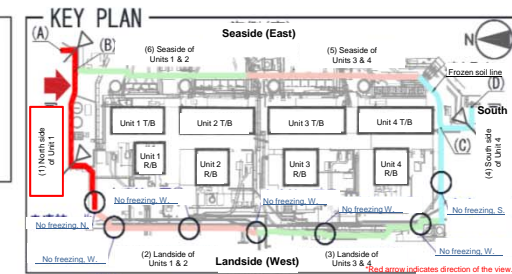 KEY PLAN
Seaside (East)
N
(A)
(B)
(6) Seaside of
Units 1 & 2
(5) Seaside of
Units 3 & 4
Frozen soil line
(D)
South
(1) North side
of Unit 1
Unit 1 T/B
Unit 2 T/B
Unit 3 T/B
Unit 4 T/B
(C)
(4) South side
of Unit 4
Unit 1
R/B
Unit 2
R/B
Unit 3
R/B
Unit 4
R/B
No freezing, W.
No freezing, W.
No freezing, W.
No freezing, S.
No freezing, N.
No freezing, W.
No freezing, W.
(2) Landside of
Units 1 & 2
Landside (West)
(3) Landside of
Units 3 & 4
*Red arrow indicates direction of the view.